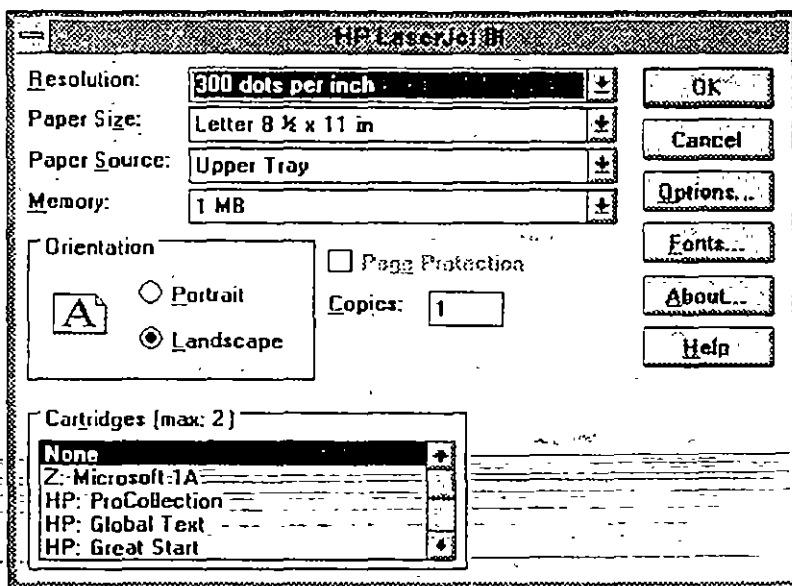 HP LaserJet III
Resolution: 300 dots per inch
Paper Size: Letter 8 ½ x 11 in
Paper Source: Upper Tray
Memory: 1 MB
OK
Cancel
Options...
Fonts...
About...
Help
Orientation
A
Portrait
Landscape
Page Protection
Copies: 1
Cartridges (max: 2)
None
Z: Microsoft 1A
HP: ProCollection
HP: Global Text
HP: Great Start